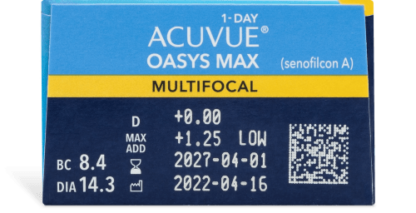 1-DAY
ACUVUE®
OASYS MAX (senofilcon A)
MULTIFOCAL
D +0.00
MAX ADD +1.25 LOW
BC 8.4 2027-04-01
DIA 14.3 2022-04-16